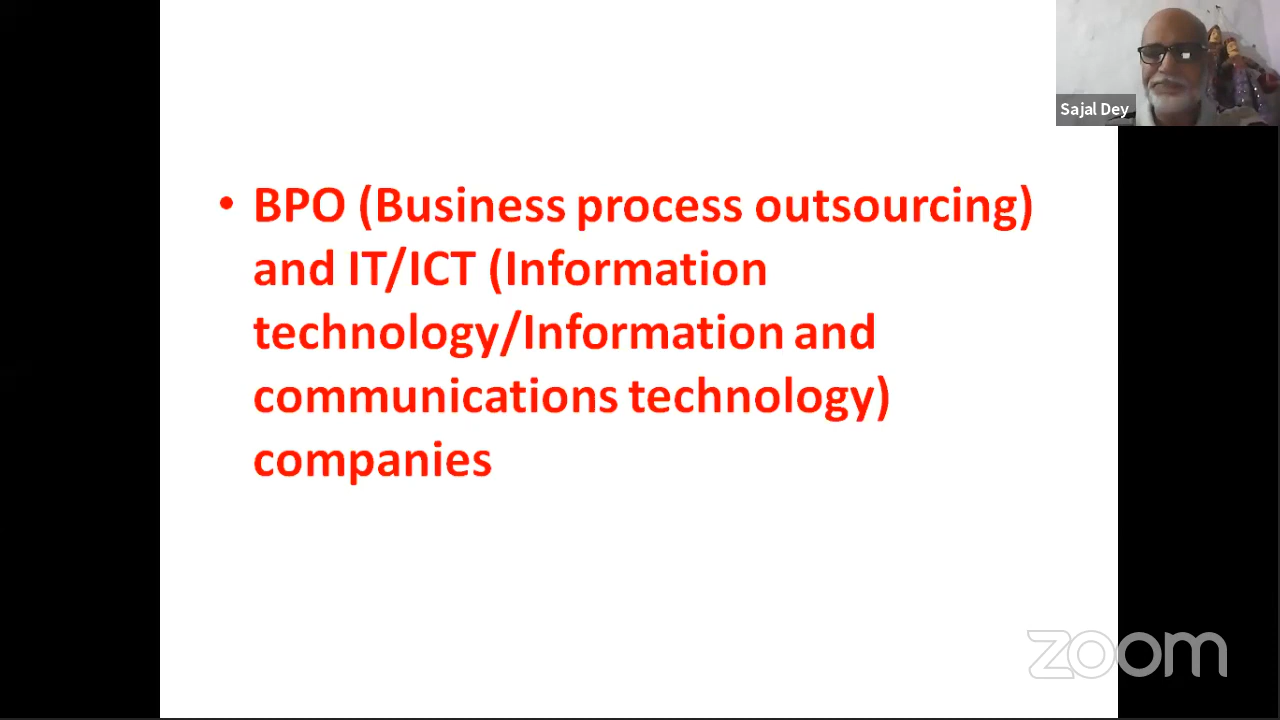 Sajal Dey
• BPO (Business process outsourcing)
and IT/ICT (Information
technology/Information and
communications technology)
companies
zoom